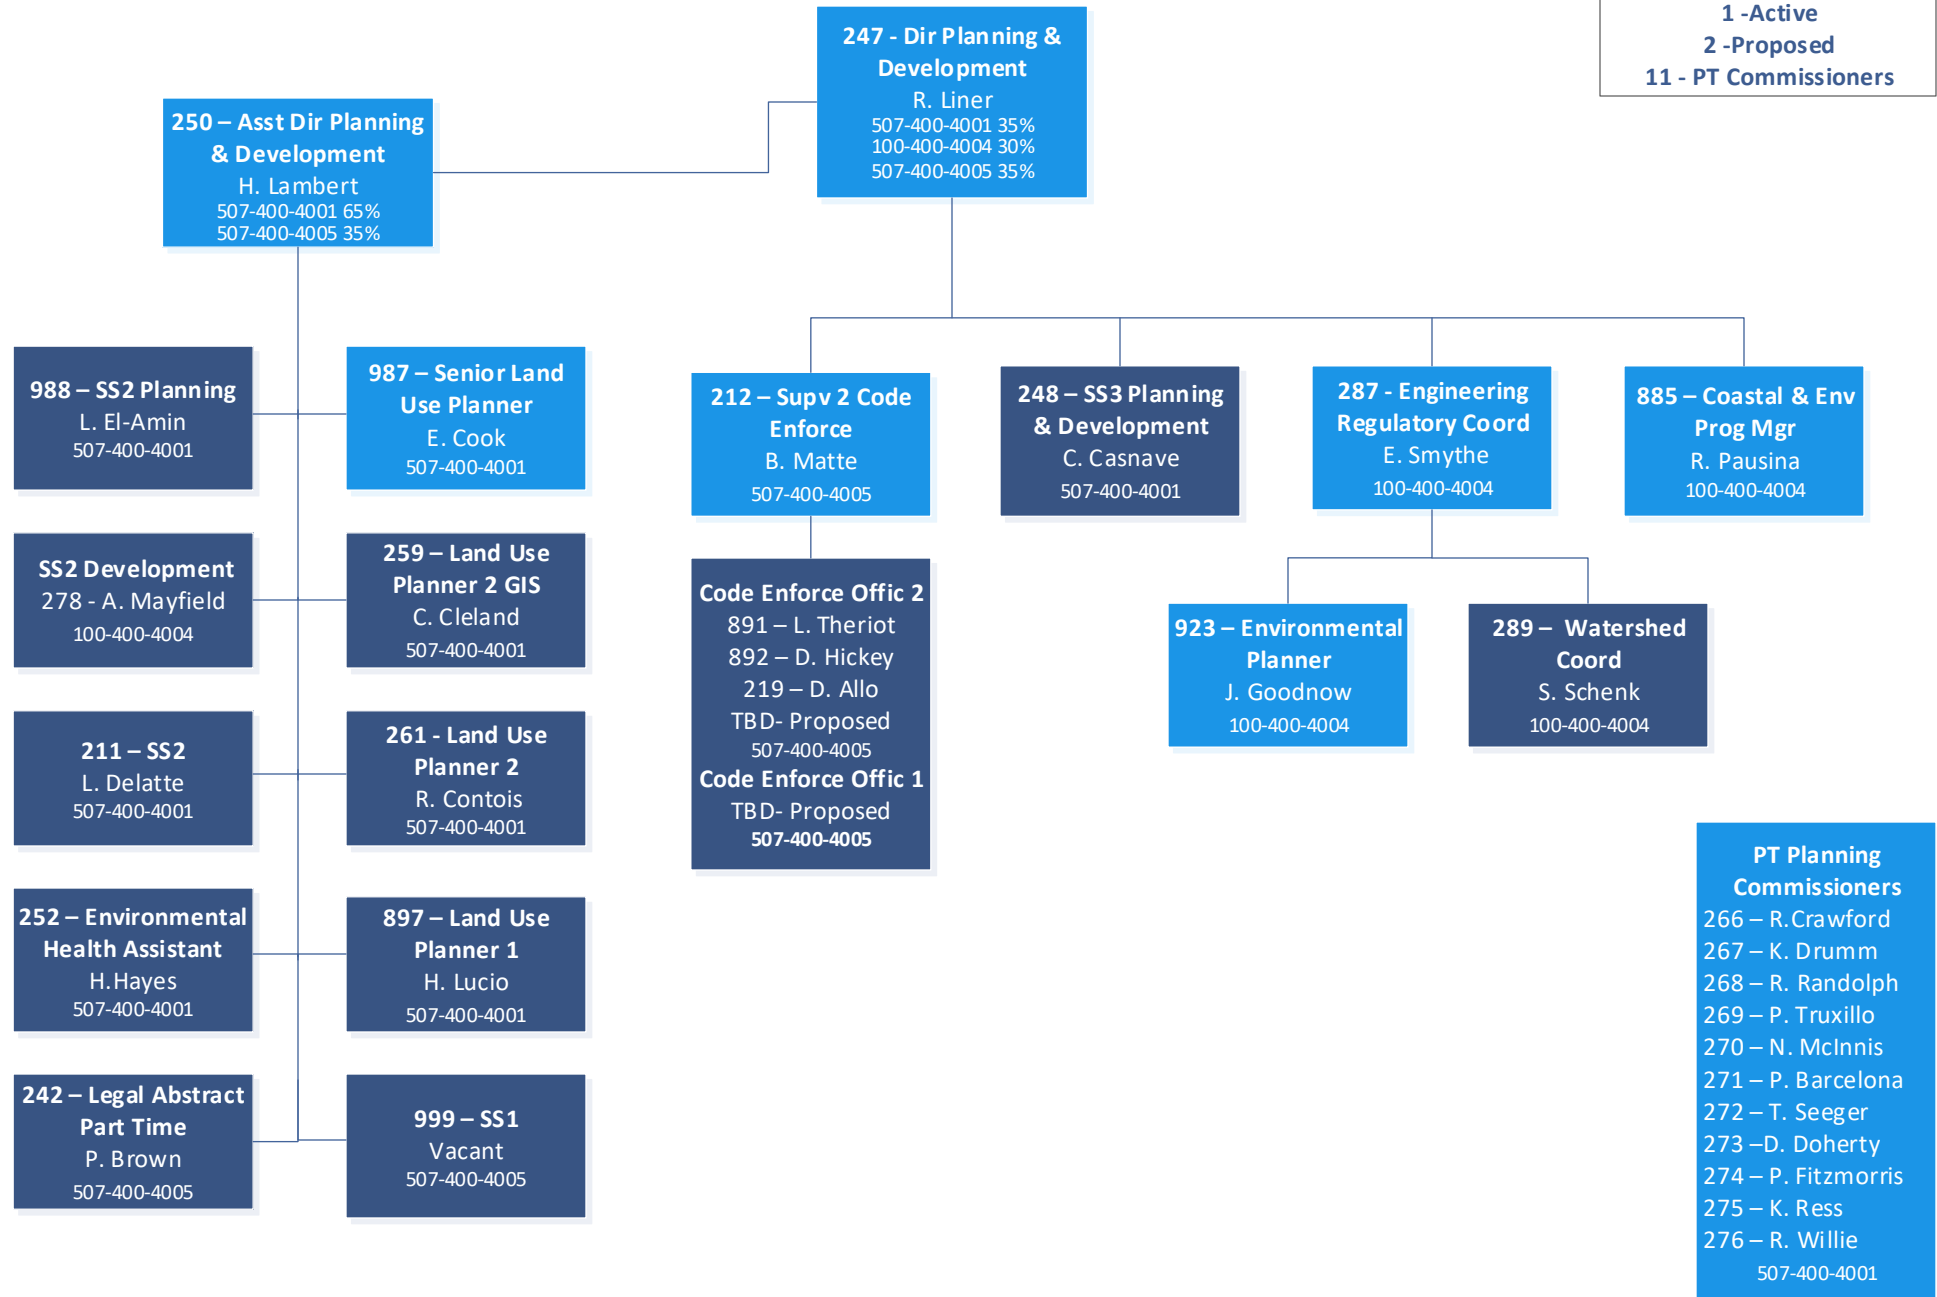 1 -Active
2 -Proposed
11 - PT Commissioners
247 - Dir Planning &
Development
R. Liner
507-400-4001 35%
100-400-4004 30%
507-400-4005 35%
250 – Asst Dir Planning
& Development
H. Lambert
507-400-4001 65%
507-400-4005 35%
988 – SS2 Planning
L. El-Amin
507-400-4001
987 – Senior Land
Use Planner
E. Cook
507-400-4001
SS2 Development
278 - A. Mayfield
100-400-4004
259 – Land Use
Planner 2 GIS
C. Cleland
507-400-4001
211 – SS2
L. Delatte
507-400-4001
261 - Land Use
Planner 2
R. Contois
507-400-4001
252 – Environmental
Health Assistant
H.Hayes
507-400-4001
897 – Land Use
Planner 1
H. Lucio
507-400-4001
242 – Legal Abstract
Part Time
P. Brown
507-400-4005
999 – SS1
Vacant
507-400-4005
212 – Supv 2 Code
Enforce
B. Matte
507-400-4005
248 – SS3 Planning
& Development
C. Casnave
507-400-4001
287 - Engineering
Regulatory Coord
E. Smythe
100-400-4004
885 – Coastal & Env
Prog Mgr
R. Pausina
100-400-4004
Code Enforce Offic 2
891 – L. Theriot
892 – D. Hickey
219 – D. Allo
TBD- Proposed
507-400-4005
Code Enforce Offic 1
TBD- Proposed
507-400-4005
923 – Environmental
Planner
J. Goodnow
100-400-4004
289 – Watershed
Coord
S. Schenk
100-400-4004
PT Planning
Commissioners
266 – R.Crawford
267 – K. Drumm
268 – R. Randolph
269 – P. Truxillo
270 – N. McInnis
271 – P. Barcelona
272 – T. Seeger
273 –D. Doherty
274 – P. Fitzmorris
275 – K. Ress
276 – R. Willie
507-400-4001